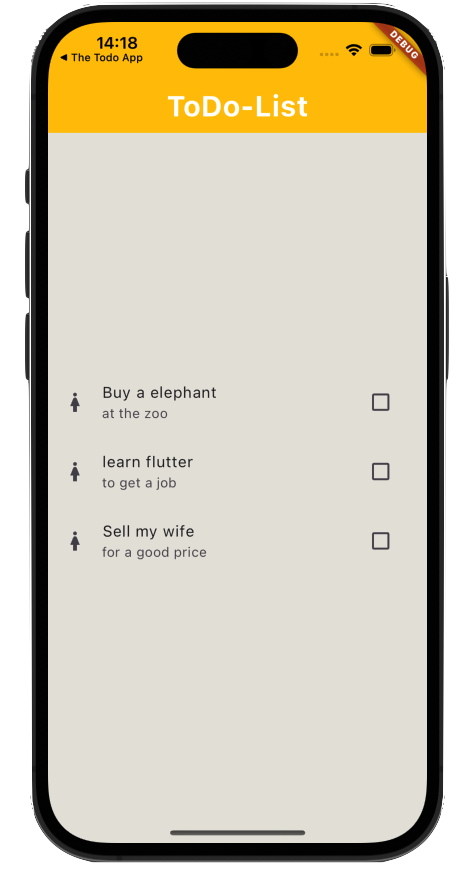 14:18
◀ The Todo App
DEBUG
ToDo-List
Buy a elephant
at the zoo
learn flutter
to get a job
Sell my wife
for a good price